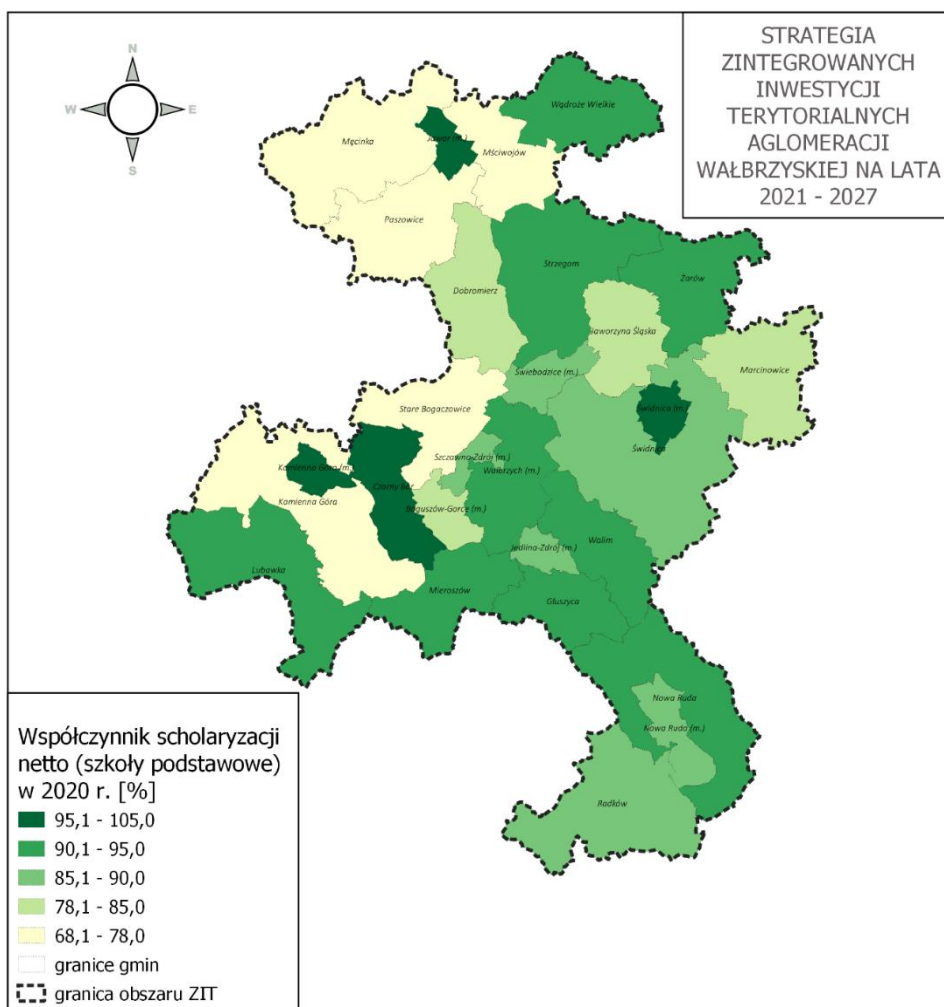 STRATEGIA
ZINTEGROWANYCH
INWESTYCJI
TERYTORIALNYCH
AGLOMERACJI
WAŁBRZYSKIEJ NA LATA
2021 - 2027
N
W
E
S
Wądroże Wielkie
Męcinka
Jawor (m.)
Mściwojów
Paszowice
Strzegom
Żarów
Dobromierz
Jaworzyna Śląska
Świebodzice (m.)
Marcinowice
Stare Bogaczowice
Świdnica (m.)
Świdnica
Szczawno-Zdrój (m.)
Kamienna Góra (m.)
Wałbrzych (m.)
Czarny Bór
Kamienna Góra
Boguszów-Gorce (m.)
Jedlina-Zdrój (m.)
Walim
Lubawka
Mieroszów
Głuszyca
Nowa Ruda
Nowa Ruda (m.)
Radków
Współczynnik scholaryzacji
netto (szkoły podstawowe)
w 2020 r. [%]
95,1 - 105,0
90,1 - 95,0
85,1 - 90,0
78,1 - 85,0
68,1 - 78,0
granice gmin
granica obszaru ZIT